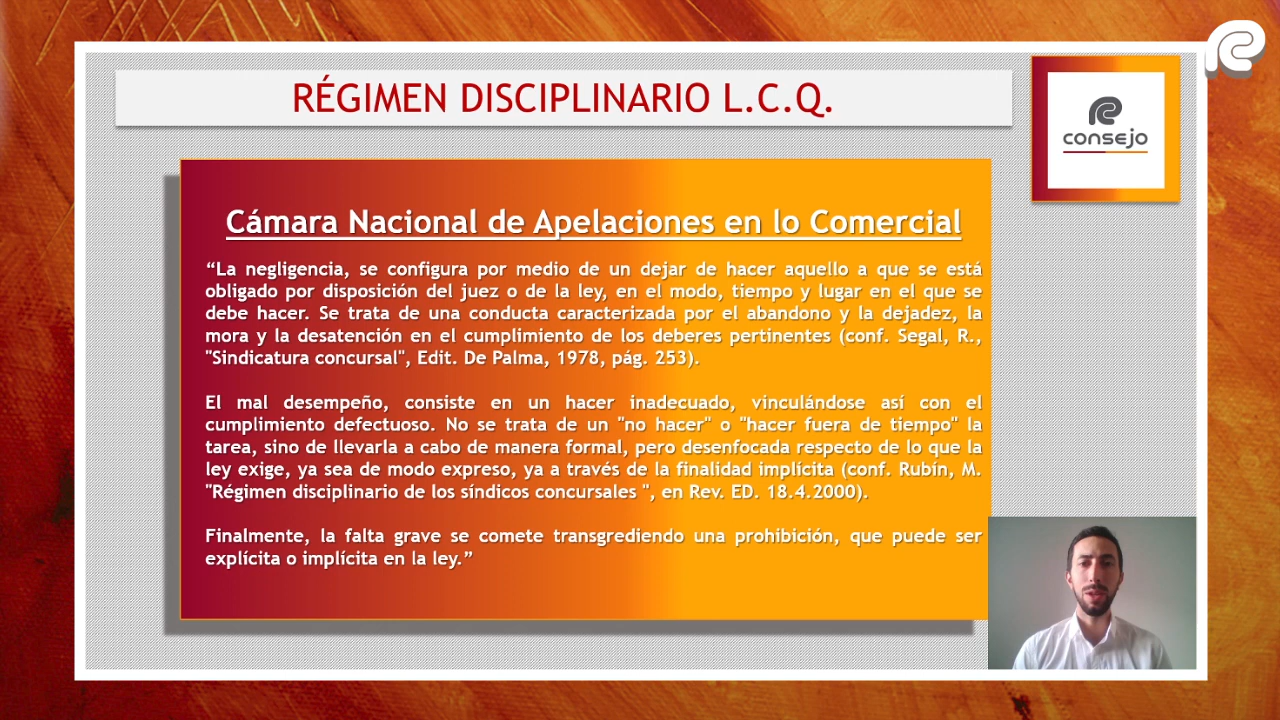 RÉGIMEN DISCIPLINARIO L.C.Q.
consejo
Cámara Nacional de Apelaciones en lo Comercial
“La negligencia, se configura por medio de un dejar de hacer aquello a que se está
obligado por disposición del juez o de la ley, en el modo, tiempo y lugar en el que se
debe hacer. Se trata de una conducta caracterizada por el abandono y la dejadez, la
mora y la desatención en el cumplimiento de los deberes pertinentes (conf. Segal, R.,
"Sindicatura concursal", Edit. De Palma, 1978, pág. 253).
El mal desempeño, consiste en un hacer inadecuado, vinculándose así con el
cumplimiento defectuoso. No se trata de un "no hacer" o "hacer fuera de tiempo" la
tarea, sino de llevarla a cabo de manera formal, pero desenfocada respecto de lo que la
ley exige, ya sea de modo expreso, ya a través de la finalidad implícita (conf. Rubín, M.
"Régimen disciplinario de los síndicos concursales ", en Rev. ED. 18.4.2000).
Finalmente, la falta grave se comete transgrediendo una prohibición, que puede ser
explícita o implícita en la ley.”